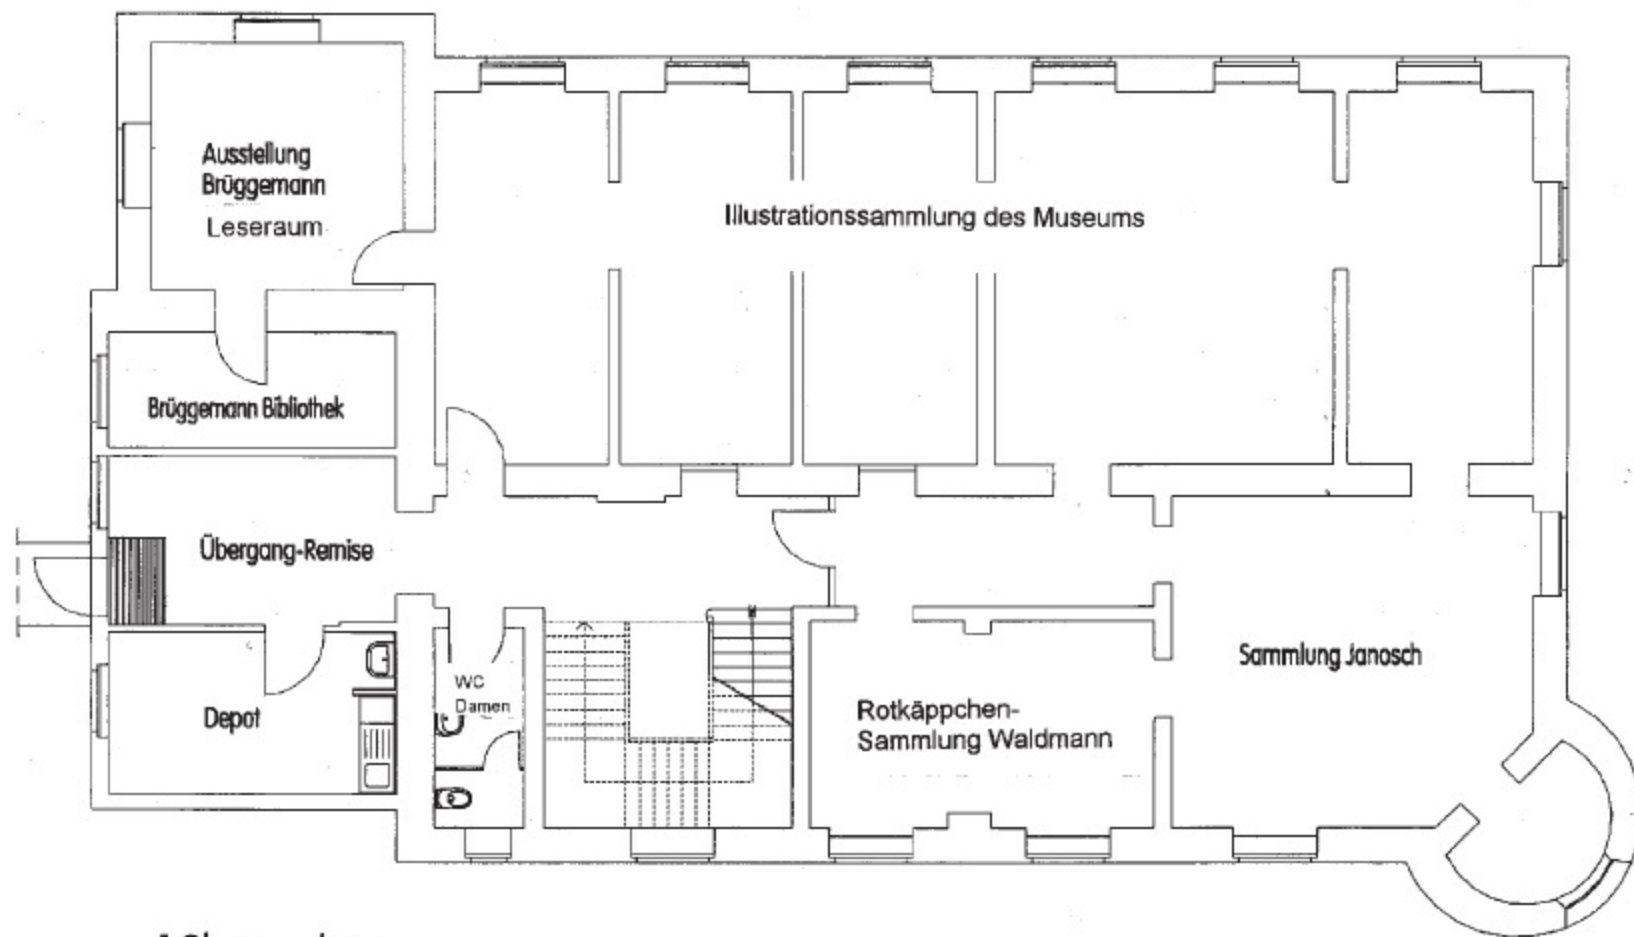 Ausstellung
Brüggemann
Leseraum
Illustrationssammlung des Museums
Brüggemann Bibliothek
Übergang-Remise
Depot
WC
Damen
Rotkäppchen-
Sammlung Waldmann
Sammlung Janosch